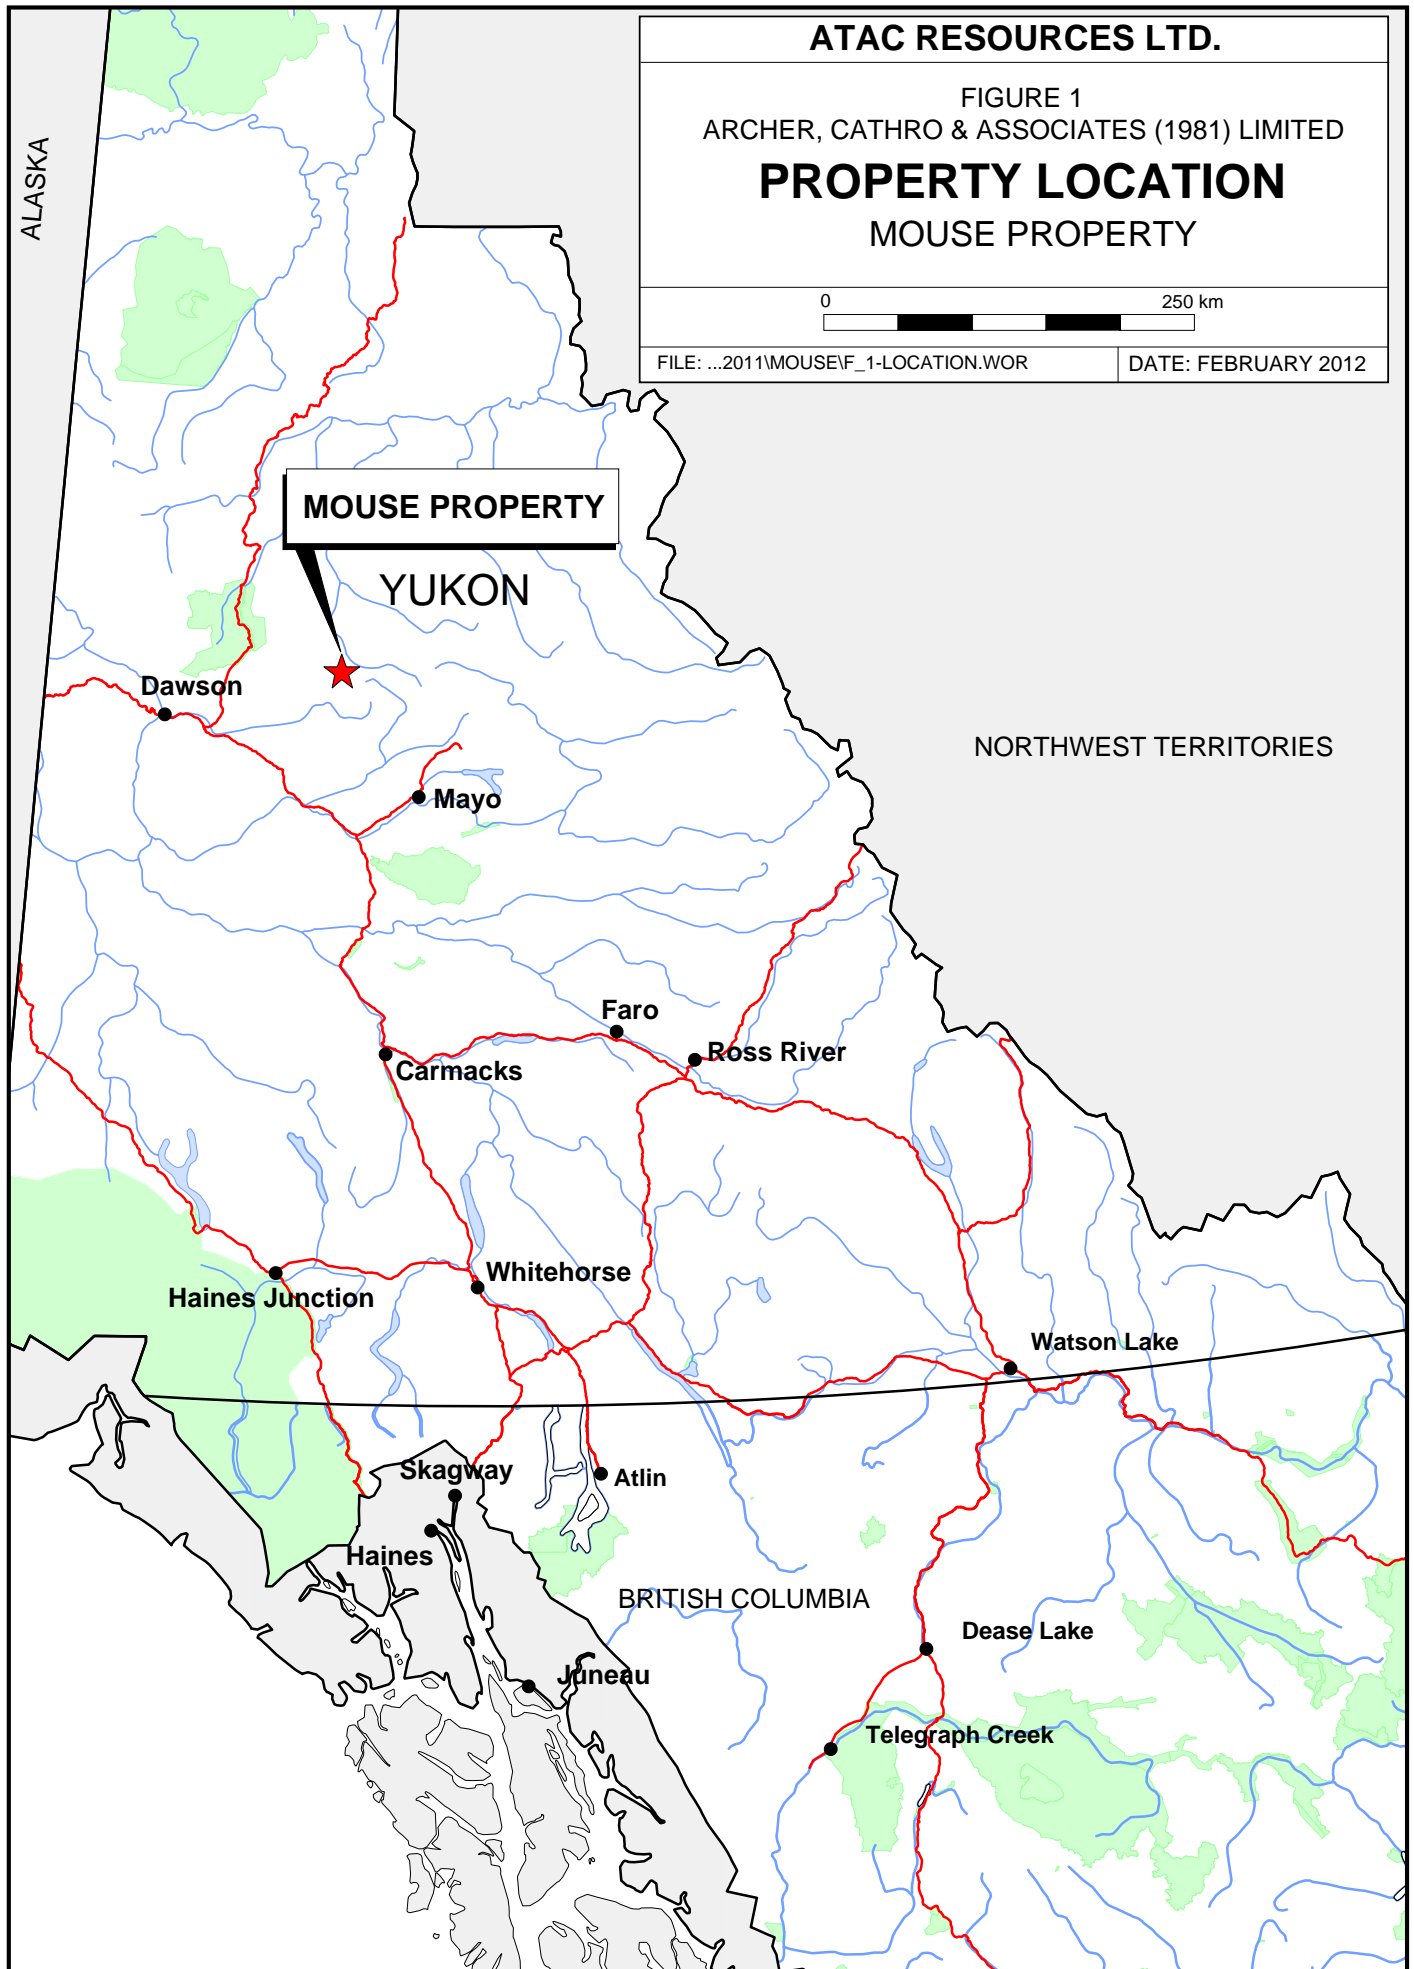 ATAC RESOURCES LTD.
FIGURE 1
ARCHER, CATHRO & ASSOCIATES (1981) LIMITED
PROPERTY LOCATION
MOUSE PROPERTY
0 250 km
FILE: ...2011\MOUSE\F_1-LOCATION.WOR
DATE: FEBRUARY 2012
ALASKA
MOUSE PROPERTY
YUKON
Dawson
NORTHWEST TERRITORIES
Mayo
Faro
Ross River
Carmacks
Whitehorse
Haines Junction
Watson Lake
Skagway
Atlin
Haines
BRITISH COLUMBIA
Dease Lake
Juneau
Telegraph Creek